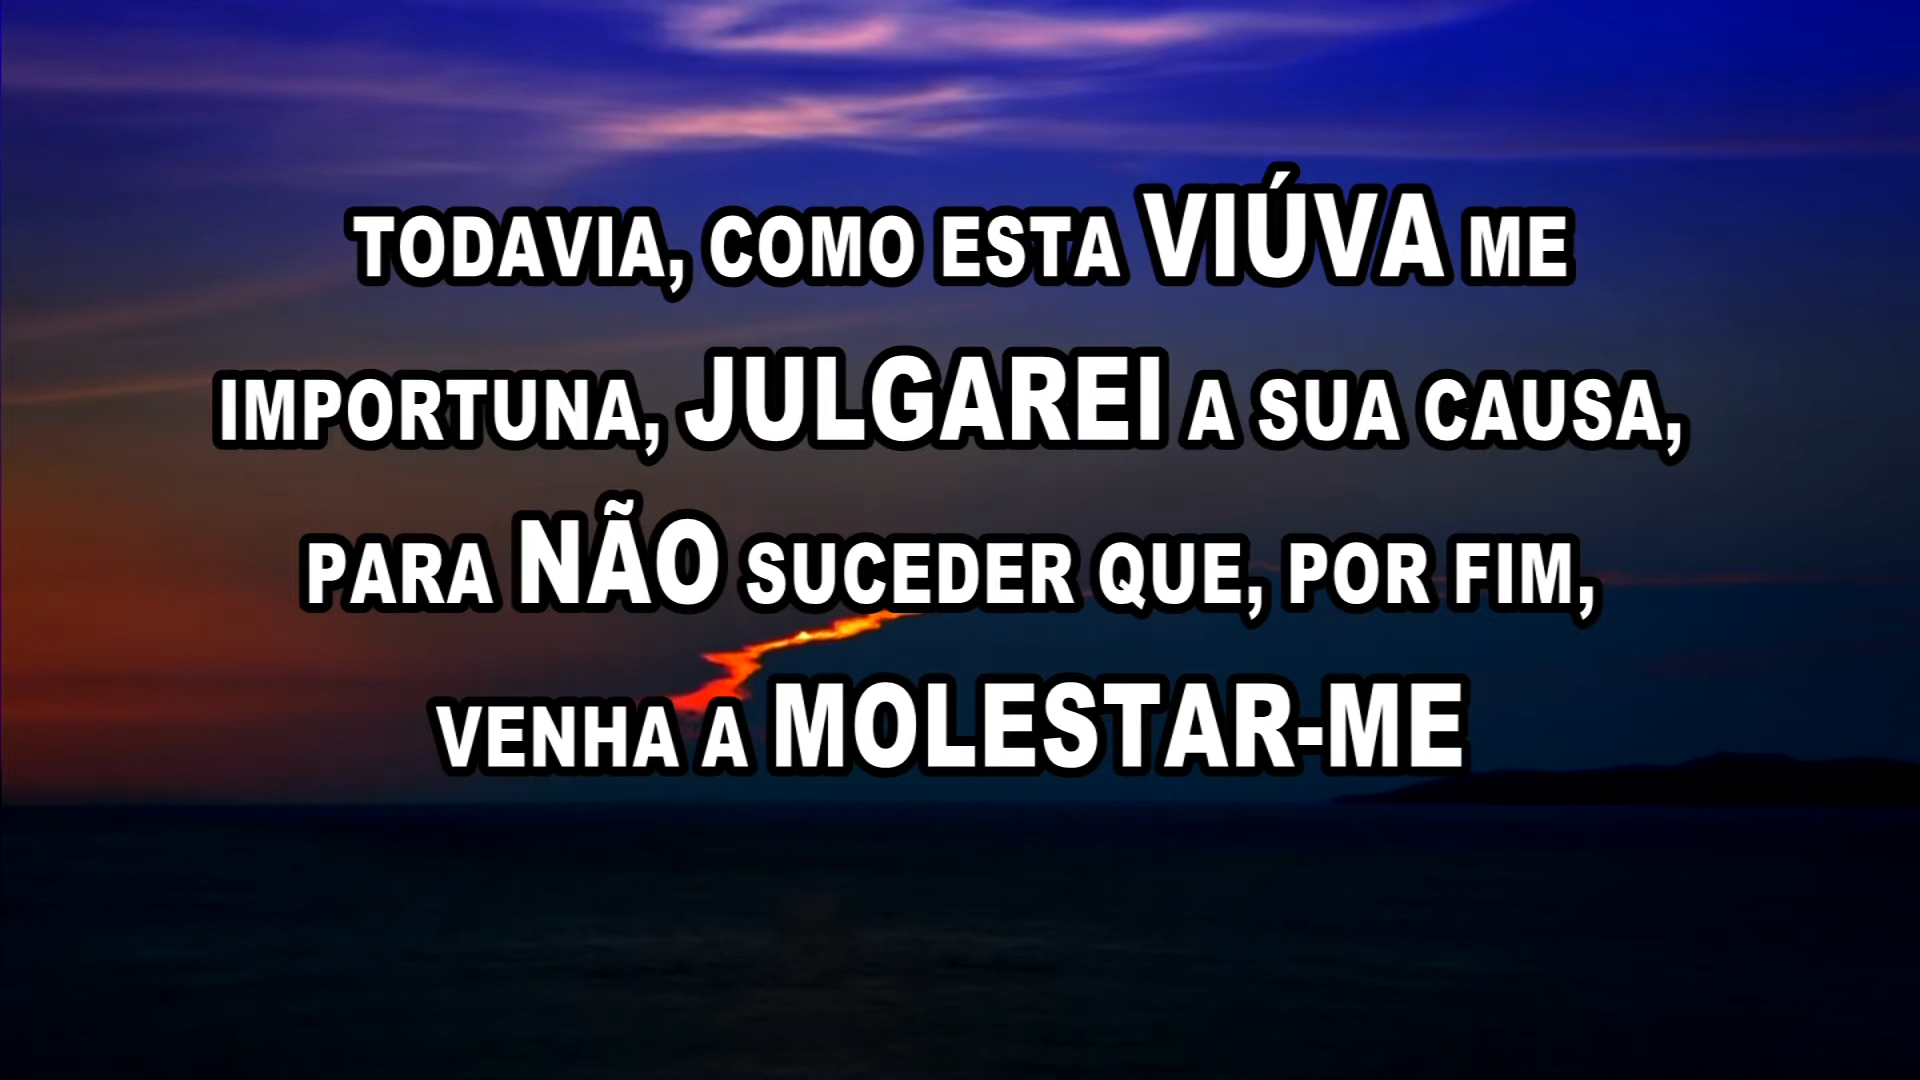 TODAVIA, COMO ESTA VIÚVA ME
IMPORTUNA, JULGAREI A SUA CAUSA,
PARA NÃO SUCEDER QUE, POR FIM,
VENHA A MOLESTAR-ME